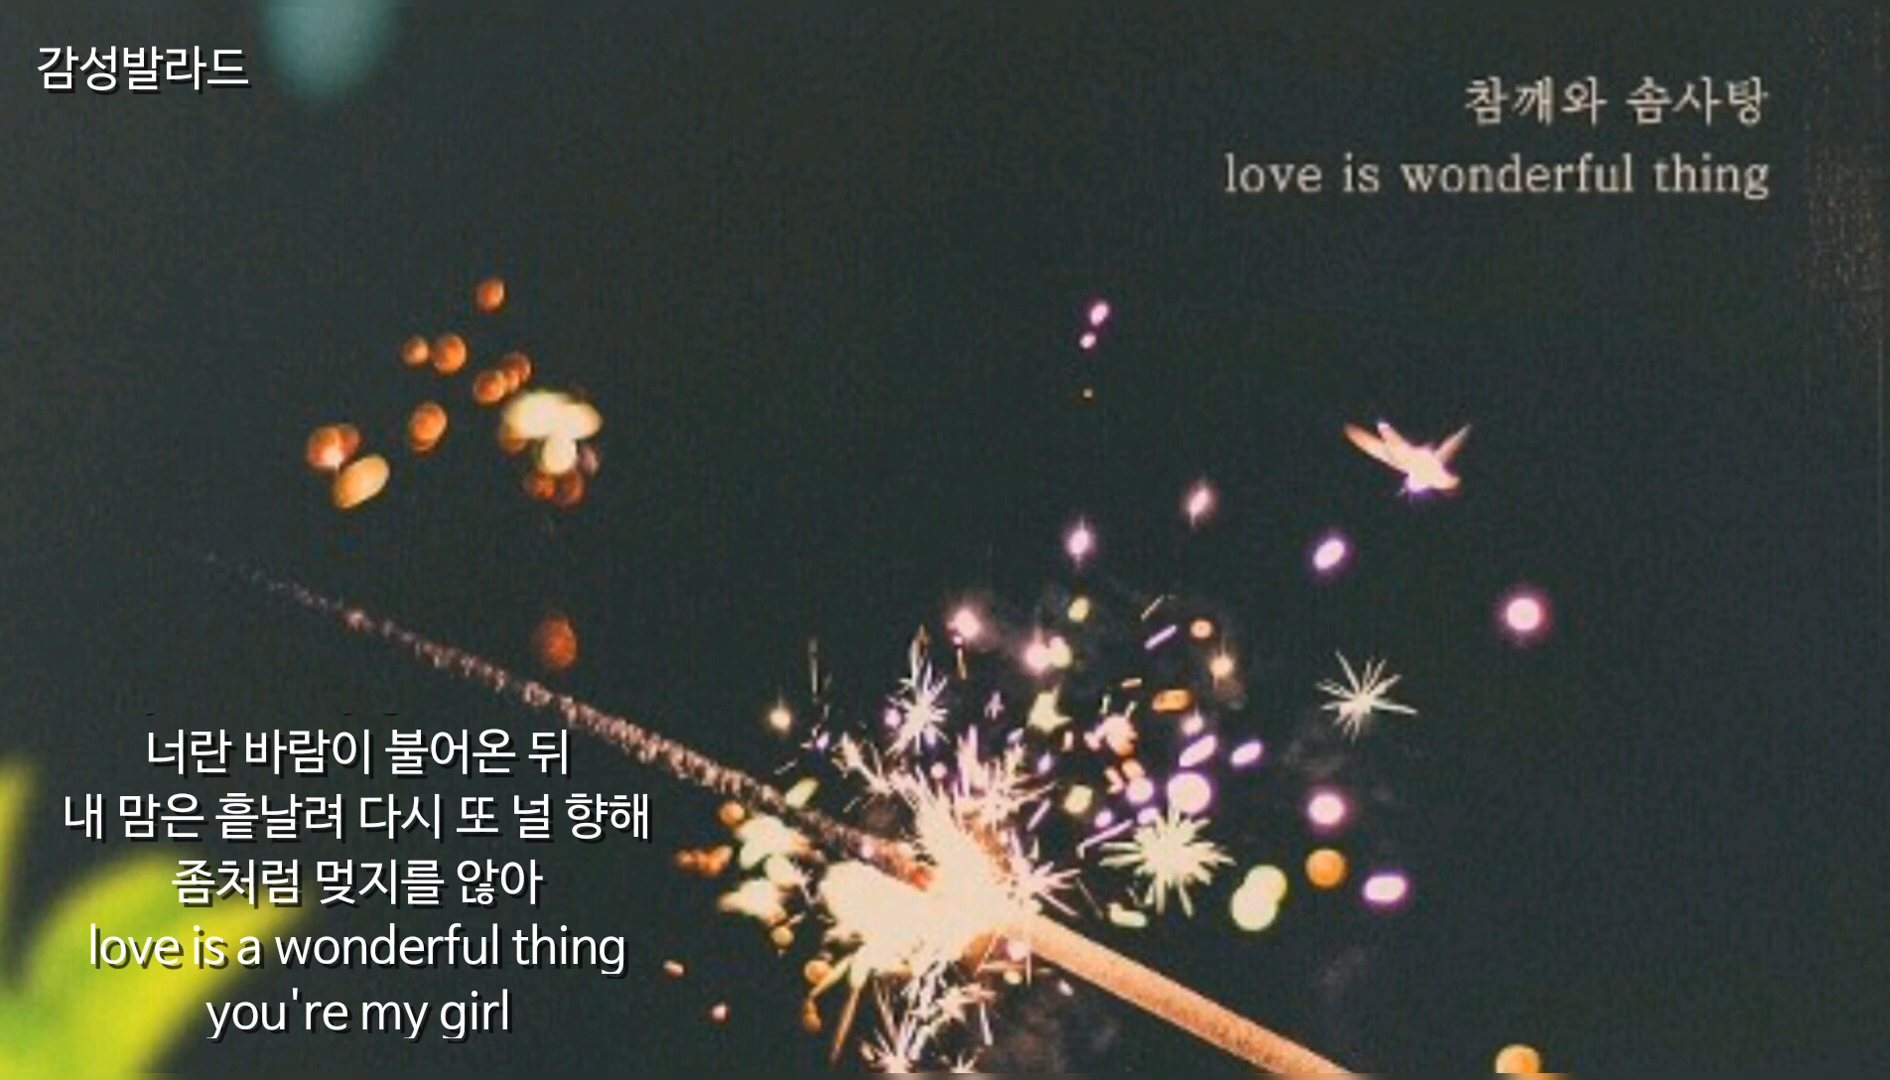 감성발라드
참깨와 솜사탕
love is wonderful thing
너란 바람이 불어온 뒤
내 맘은 흩날려 다시 또 널 향해
좀처럼 멎지를 않아
love is a wonderful thing
you're my girl